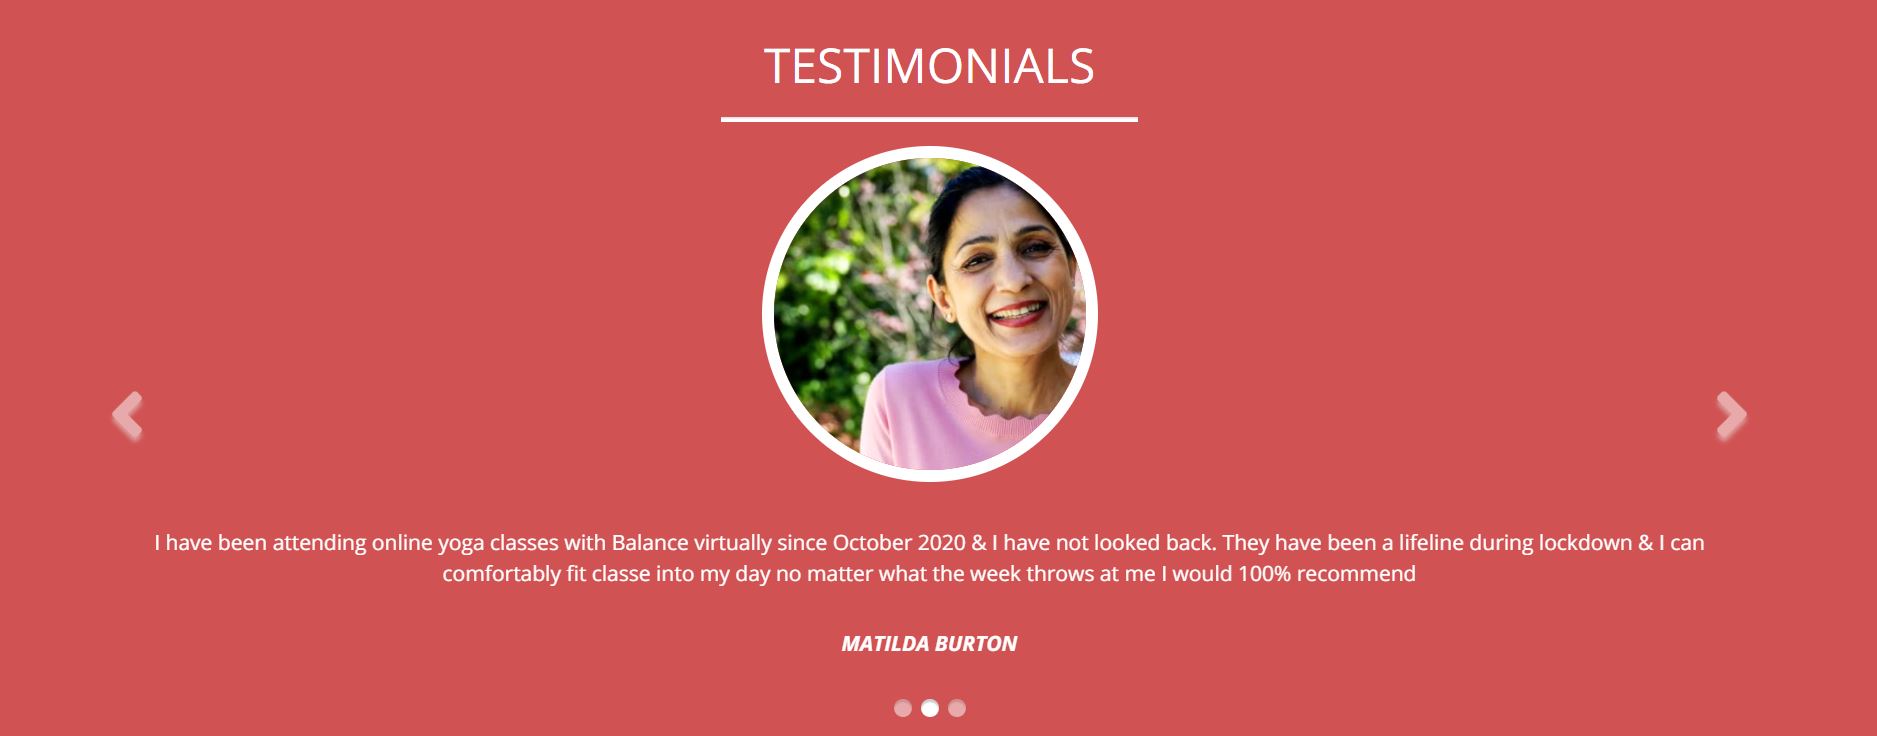 TESTIMONIALS
I have been attending online yoga classes with Balance virtually since October 2020 & I have not looked back. They have been a lifeline during lockdown & I can
comfortably fit classe into my day no matter what the week throws at me I would 100% recommend
MATILDA BURTON